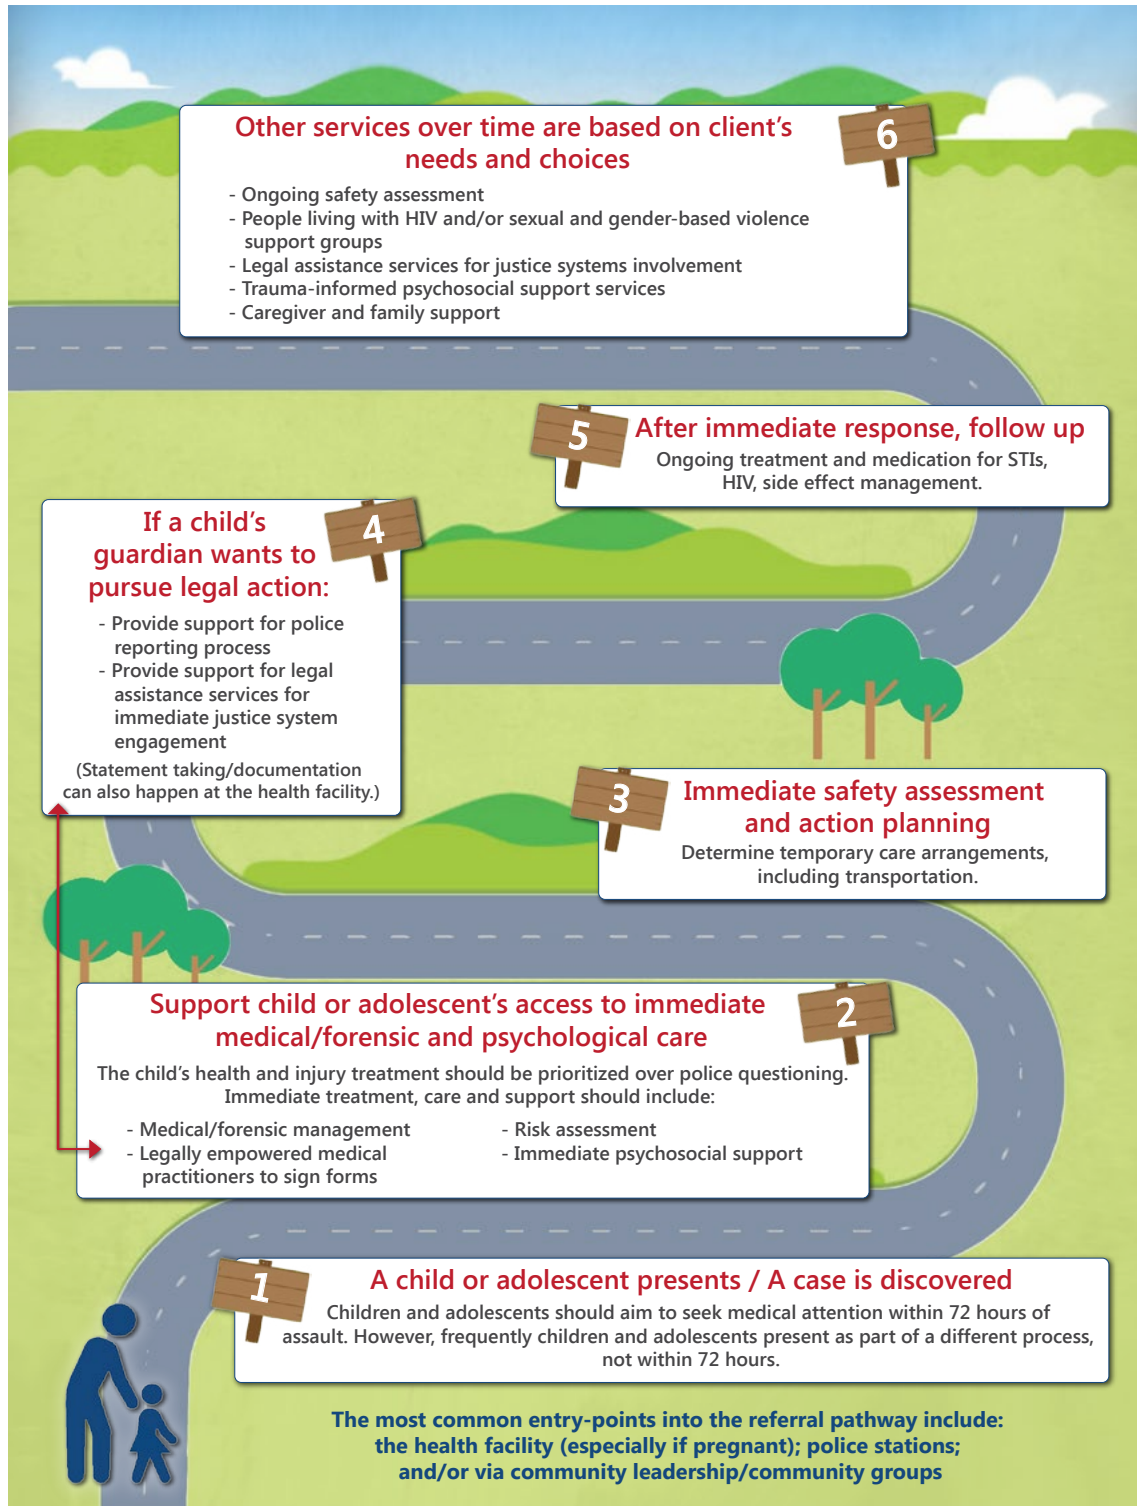 Other services over time are based on client's
needs and choices
6
- Ongoing safety assessment
- People living with HIV and/or sexual and gender-based violence
support groups
- Legal assistance services for justice systems involvement
- Trauma-informed psychosocial support services
- Caregiver and family support
5
After immediate response, follow up
Ongoing treatment and medication for STIs,
HIV, side effect management.
4
If a child's
guardian wants to
pursue legal action:
- Provide support for police
reporting process
- Provide support for legal
assistance services for
immediate justice system
engagement
(Statement taking/documentation
can also happen at the health facility.)
3
Immediate safety assessment
and action planning
Determine temporary care arrangements,
including transportation.
2
Support child or adolescent's access to immediate
medical/forensic and psychological care
The child's health and injury treatment should be prioritized over police questioning.
Immediate treatment, care and support should include:
- Medical/forensic management
- Legally empowered medical
practitioners to sign forms
- Risk assessment
- Immediate psychosocial support
1
A child or adolescent presents / A case is discovered
Children and adolescents should aim to seek medical attention within 72 hours of
assault. However, frequently children and adolescents present as part of a different process,
not within 72 hours.
The most common entry-points into the referral pathway include:
the health facility (especially if pregnant); police stations;
and/or via community leadership/community groups